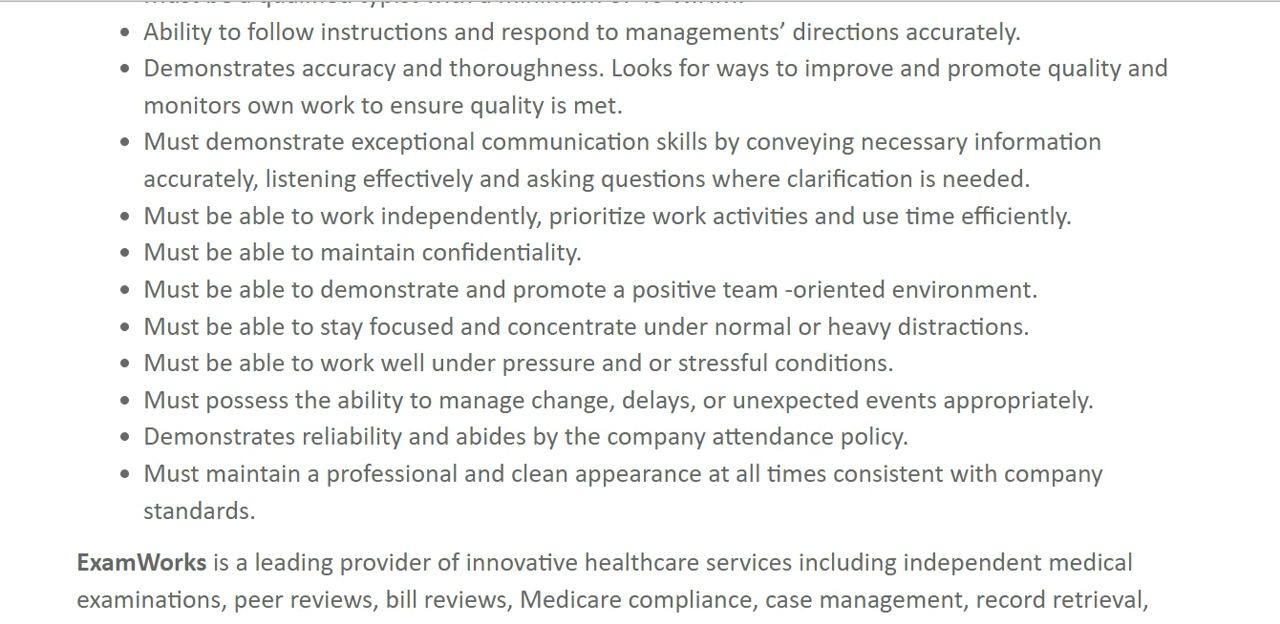 • Ability to follow instructions and respond to managements’ directions accurately.
• Demonstrates accuracy and thoroughness. Looks for ways to improve and promote quality and
monitors own work to ensure quality is met.
• Must demonstrate exceptional communication skills by conveying necessary information
accurately, listening effectively and asking questions where clarification is needed.
• Must be able to work independently, prioritize work activities and use time efficiently.
• Must be able to maintain confidentiality.
• Must be able to demonstrate and promote a positive team -oriented environment.
• Must be able to stay focused and concentrate under normal or heavy distractions.
• Must be able to work well under pressure and or stressful conditions.
• Must possess the ability to manage change, delays, or unexpected events appropriately.
• Demonstrates reliability and abides by the company attendance policy.
• Must maintain a professional and clean appearance at all times consistent with company
standards.
ExamWorks is a leading provider of innovative healthcare services including independent medical
examinations, peer reviews, bill reviews, Medicare compliance, case management, record retrieval,